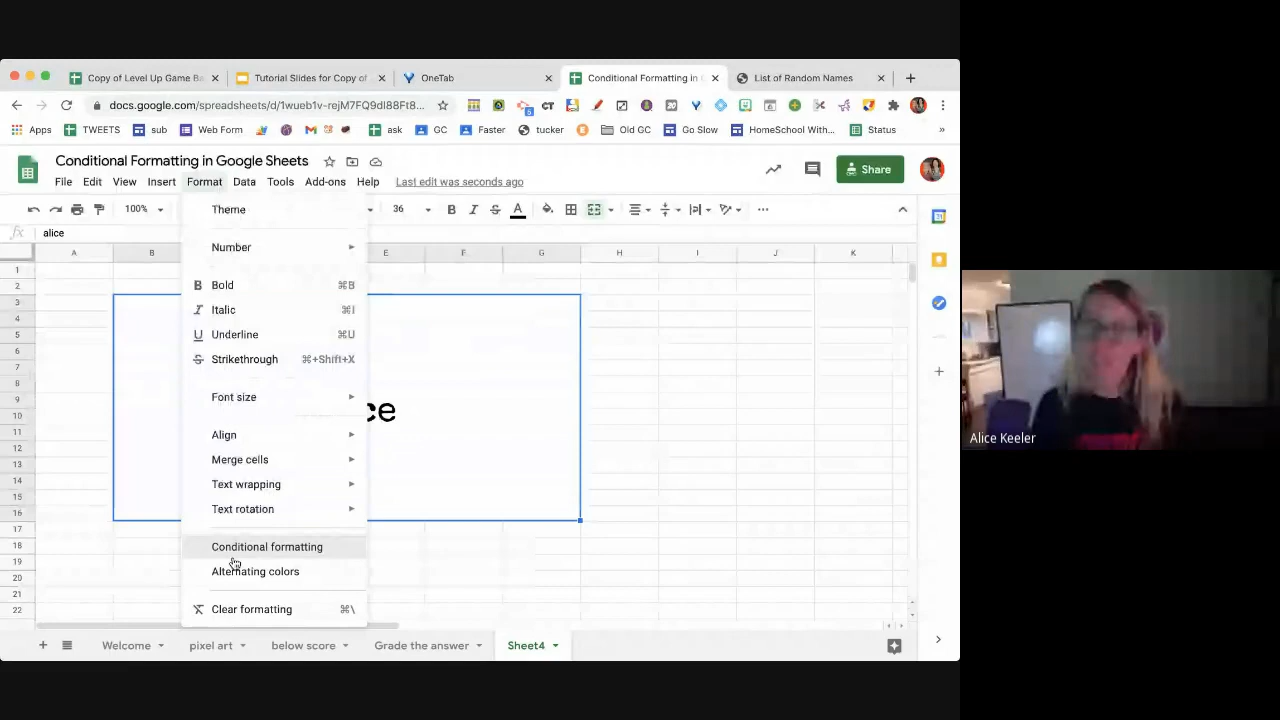 Copy of Level Up Game B
Tutorial Slides for Copy of
OneTab
Conditional Formatting in
List of Random Names
docs.google.com/spreadsheets/d/1wueb1v-rejM7FQ9dl88Ft8...
Apps
TWEETS
sub
Web Form
ask
GC
Faster
tucker
Old GC
Go Slow
HomeSchool With...
Status
Conditional Formatting in Google Sheets
Share
File Edit View Insert Format Data Tools Add-ons Help Last edit was seconds ago
100%
36
alice
A B E F G H I J K
1
2
3
4
5
6
7
8
9
10
11
12
13
14
15
16
17
18
19
20
21
22
ce
Theme
Number
Bold ⌘B
Italic ⌘I
Underline ⌘U
Strikethrough ⌘+Shift+X
Font size
Align
Merge cells
Text wrapping
Text rotation
Conditional formatting
Alternating colors
Clear formatting ⌘\
Welcome
pixel art
below score
Grade the answer
Sheet4
Alice Keeler